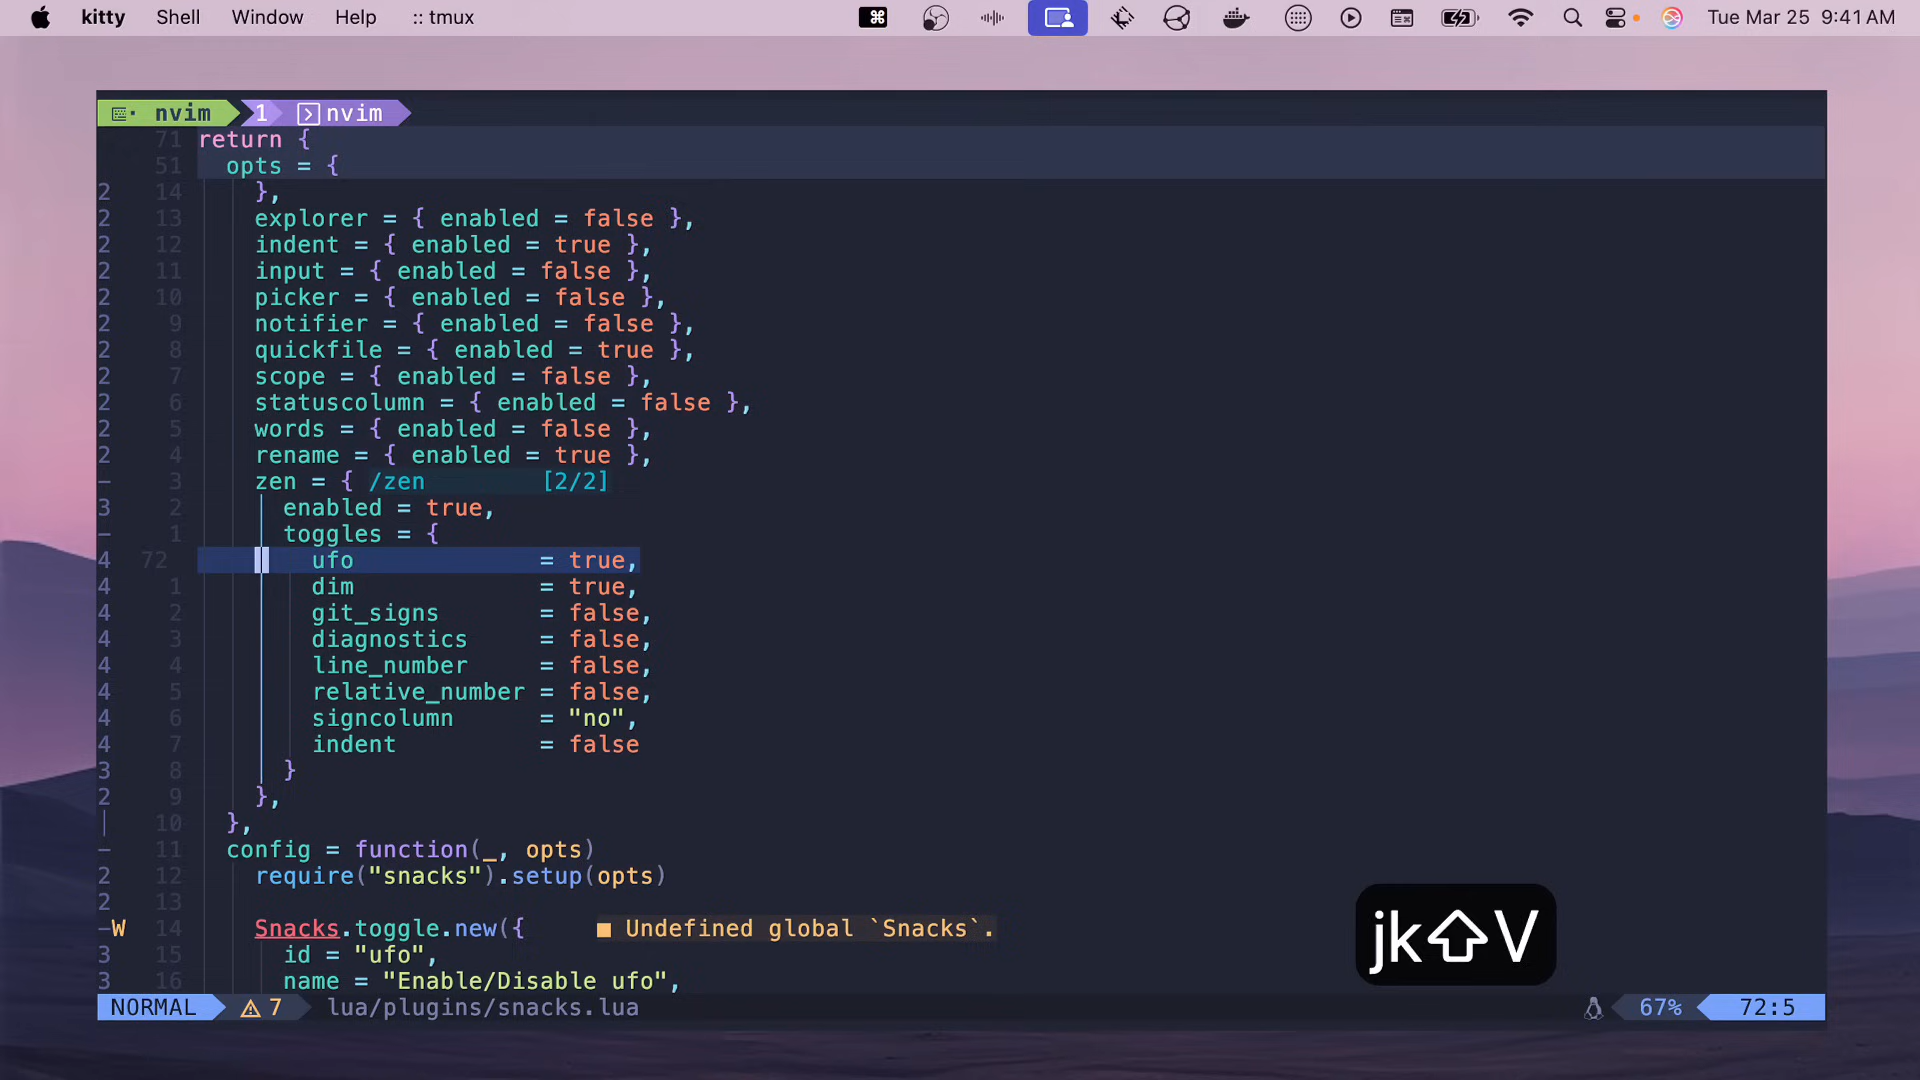 kitty Shell Window Help :: tmux Tue Mar 25 9:41 AM
nvim 1 nvim
71 return {
51 opts = {
2 14 },
2 13 explorer = { enabled = false },
2 12 indent = { enabled = true },
2 11 input = { enabled = false },
2 10 picker = { enabled = false },
2 9 notifier = { enabled = false },
2 8 quickfile = { enabled = true },
2 7 scope = { enabled = false },
2 6 statuscolumn = { enabled = false },
2 5 words = { enabled = false },
2 4 rename = { enabled = true },
- 3 zen = { /zen [2/2]
3 2 enabled = true,
- 1 toggles = {
4 72 ufo = true,
4 1 dim = true,
4 2 git_signs = false,
4 3 diagnostics = false,
4 4 line_number = false,
4 5 relative_number = false,
4 6 signcolumn = "no",
4 7 indent = false
3 8 }
2 9 },
│ 10 },
- 11 config = function(_, opts)
2 12 require("snacks").setup(opts)
2 13
-W 14 Snacks.toggle.new({ ■ Undefined global `Snacks`.
3 15 id = "ufo",
3 16 name = "Enable/Disable ufo",
jk⇧V
NORMAL ⚠ 7 lua/plugins/snacks.lua 67% 72:5